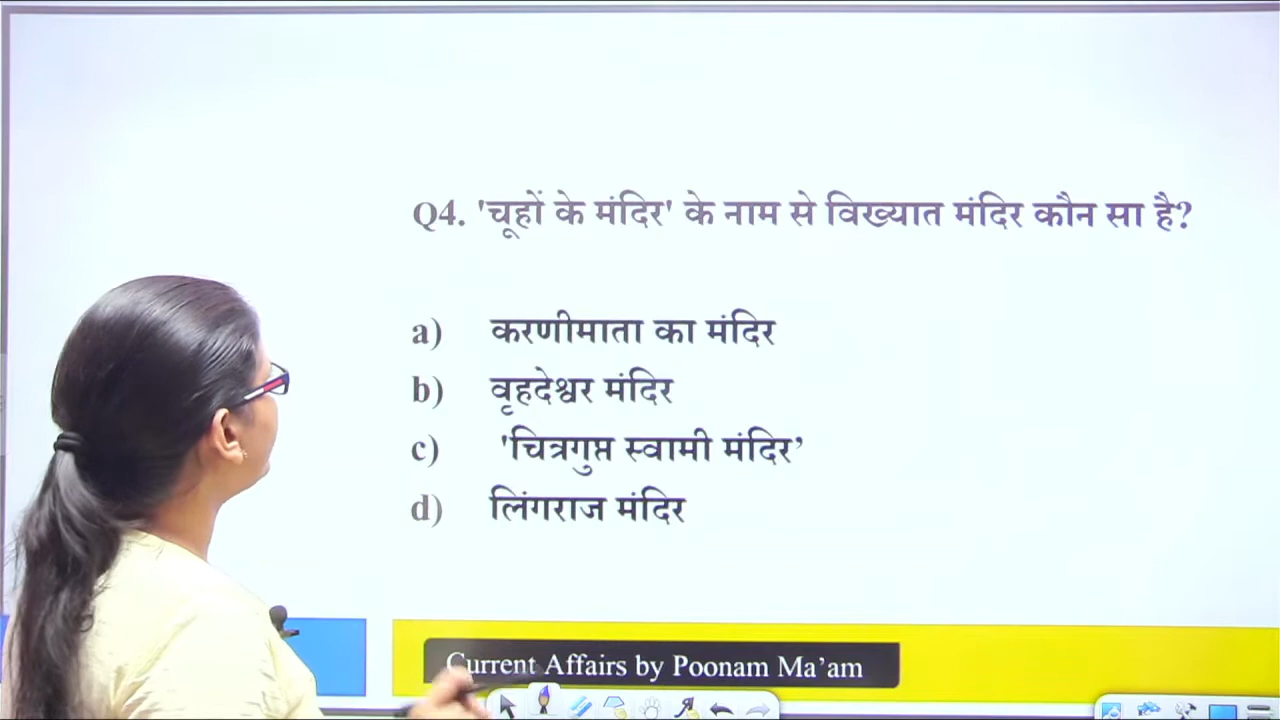 Q4. 'चूहों के मंदिर' के नाम से विख्यात मंदिर कौन सा है?
a) करणीमाता का मंदिर
b) वृहदेश्वर मंदिर
c) 'चित्रगुप्त स्वामी मंदिर’
d) लिंगराज मंदिर
Current Affairs by Poonam Ma’am